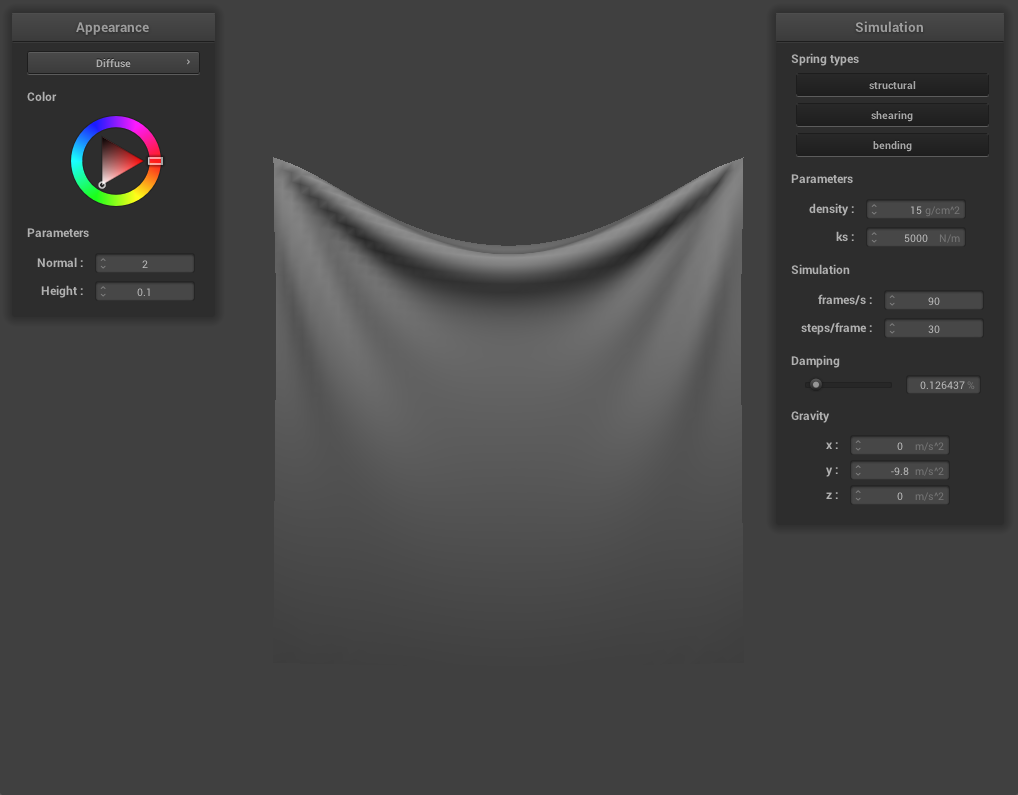 Appearance
Diffuse ›
Color
Parameters
Normal : 2
Height : 0.1
Simulation
Spring types
structural
shearing
bending
Parameters
density : 15 g/cm^2
ks : 5000 N/m
Simulation
frames/s : 90
steps/frame : 30
Damping
0.126437 %
Gravity
x : 0 m/s^2
y : -9.8 m/s^2
z : 0 m/s^2